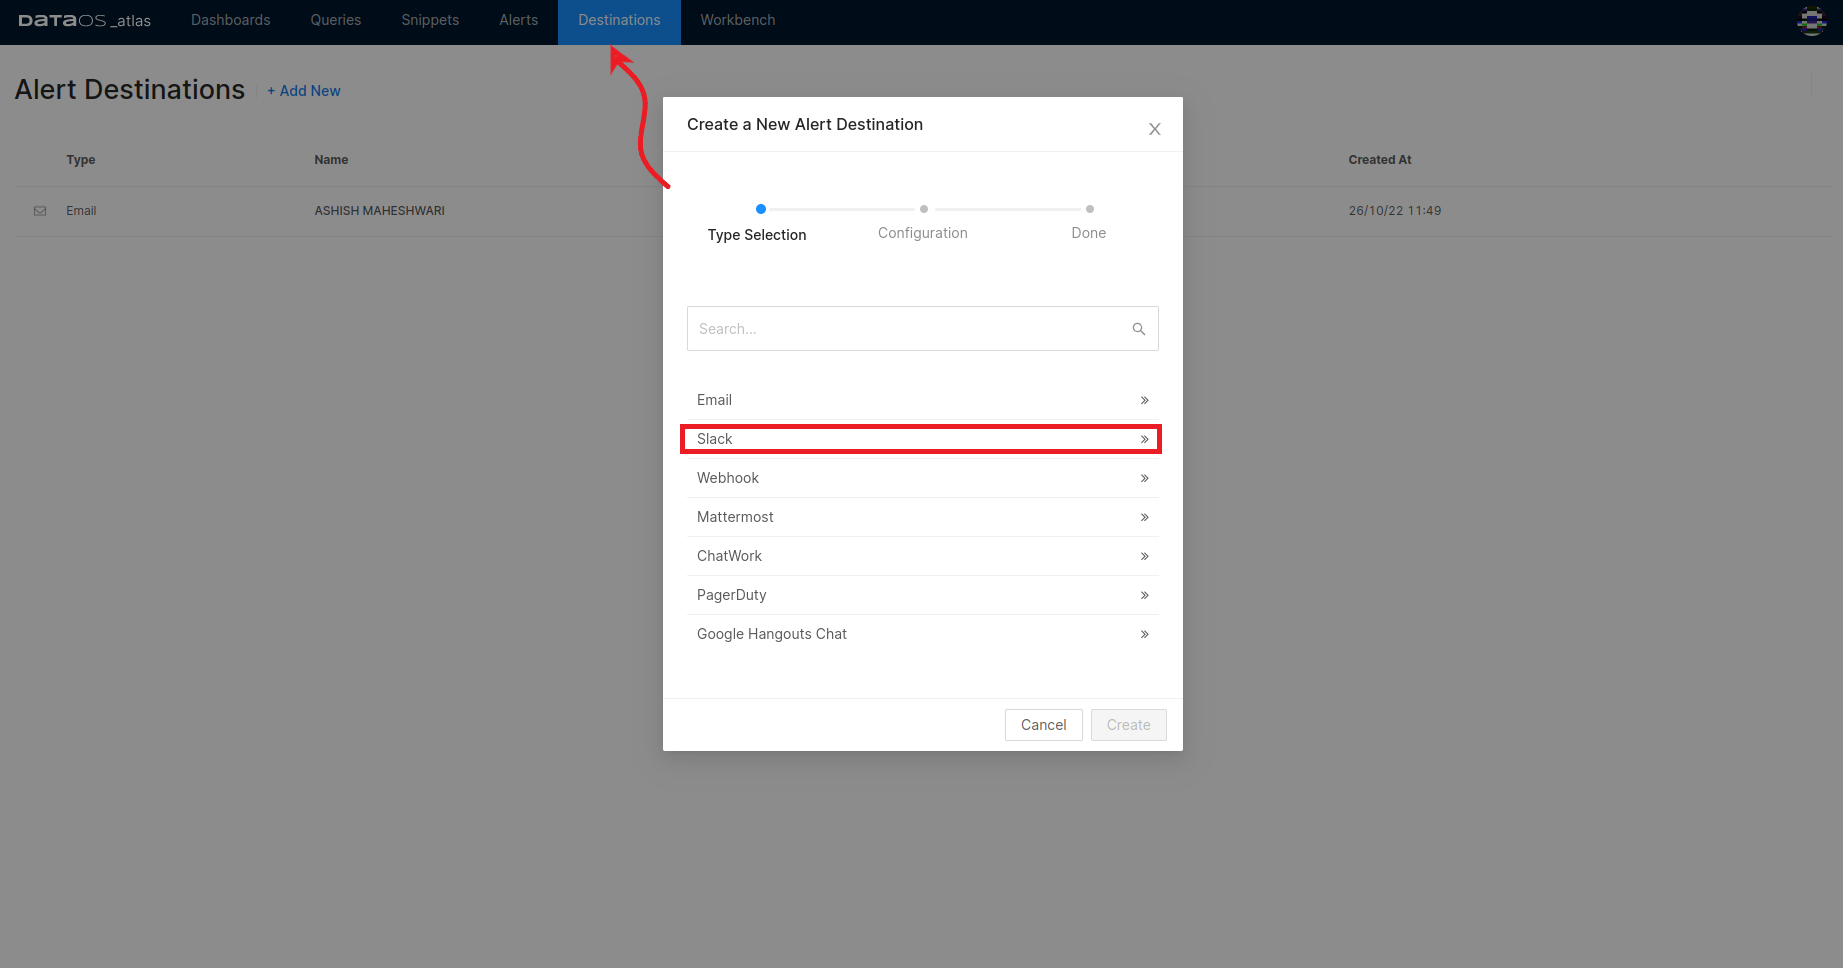 DATAOS _atlas Dashboards Queries Snippets Alerts Destinations Workbench
Alert Destinations + Add New
Type Name Created At
Email ASHISH MAHESHWARI 26/10/22 11:49
Create a New Alert Destination
Type Selection Configuration Done
Search...
Email
Slack
Webhook
Mattermost
ChatWork
PagerDuty
Google Hangouts Chat
Cancel Create